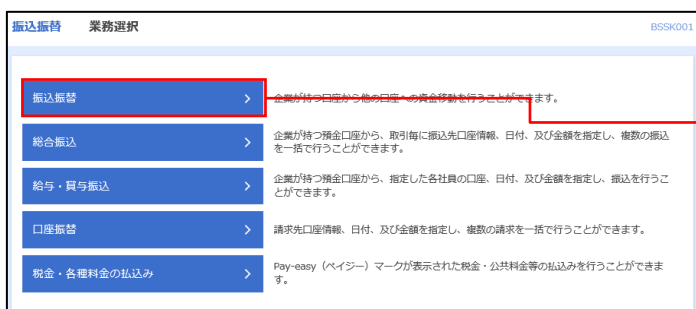 振込振替 業務選択 BSSK001
振込振替 企業が持つ口座から他の口座への資金移動を行うことができます。
総合振込 企業が持つ預金口座から、取引毎に振込先口座情報、日付、及び金額を指定し、複数の振込
を一括で行うことができます。
給与・賞与振込 企業が持つ預金口座から、指定した各社員の口座、日付、及び金額を指定し、振込を行うこ
とができます。
口座振替 請求先口座情報、日付、及び金額を指定し、複数の請求を一括で行うことができます。
税金・各種料金の払込み Pay-easy（ペイジー）マークが表示された税金・公共料金等の払込みを行うことができま
す。